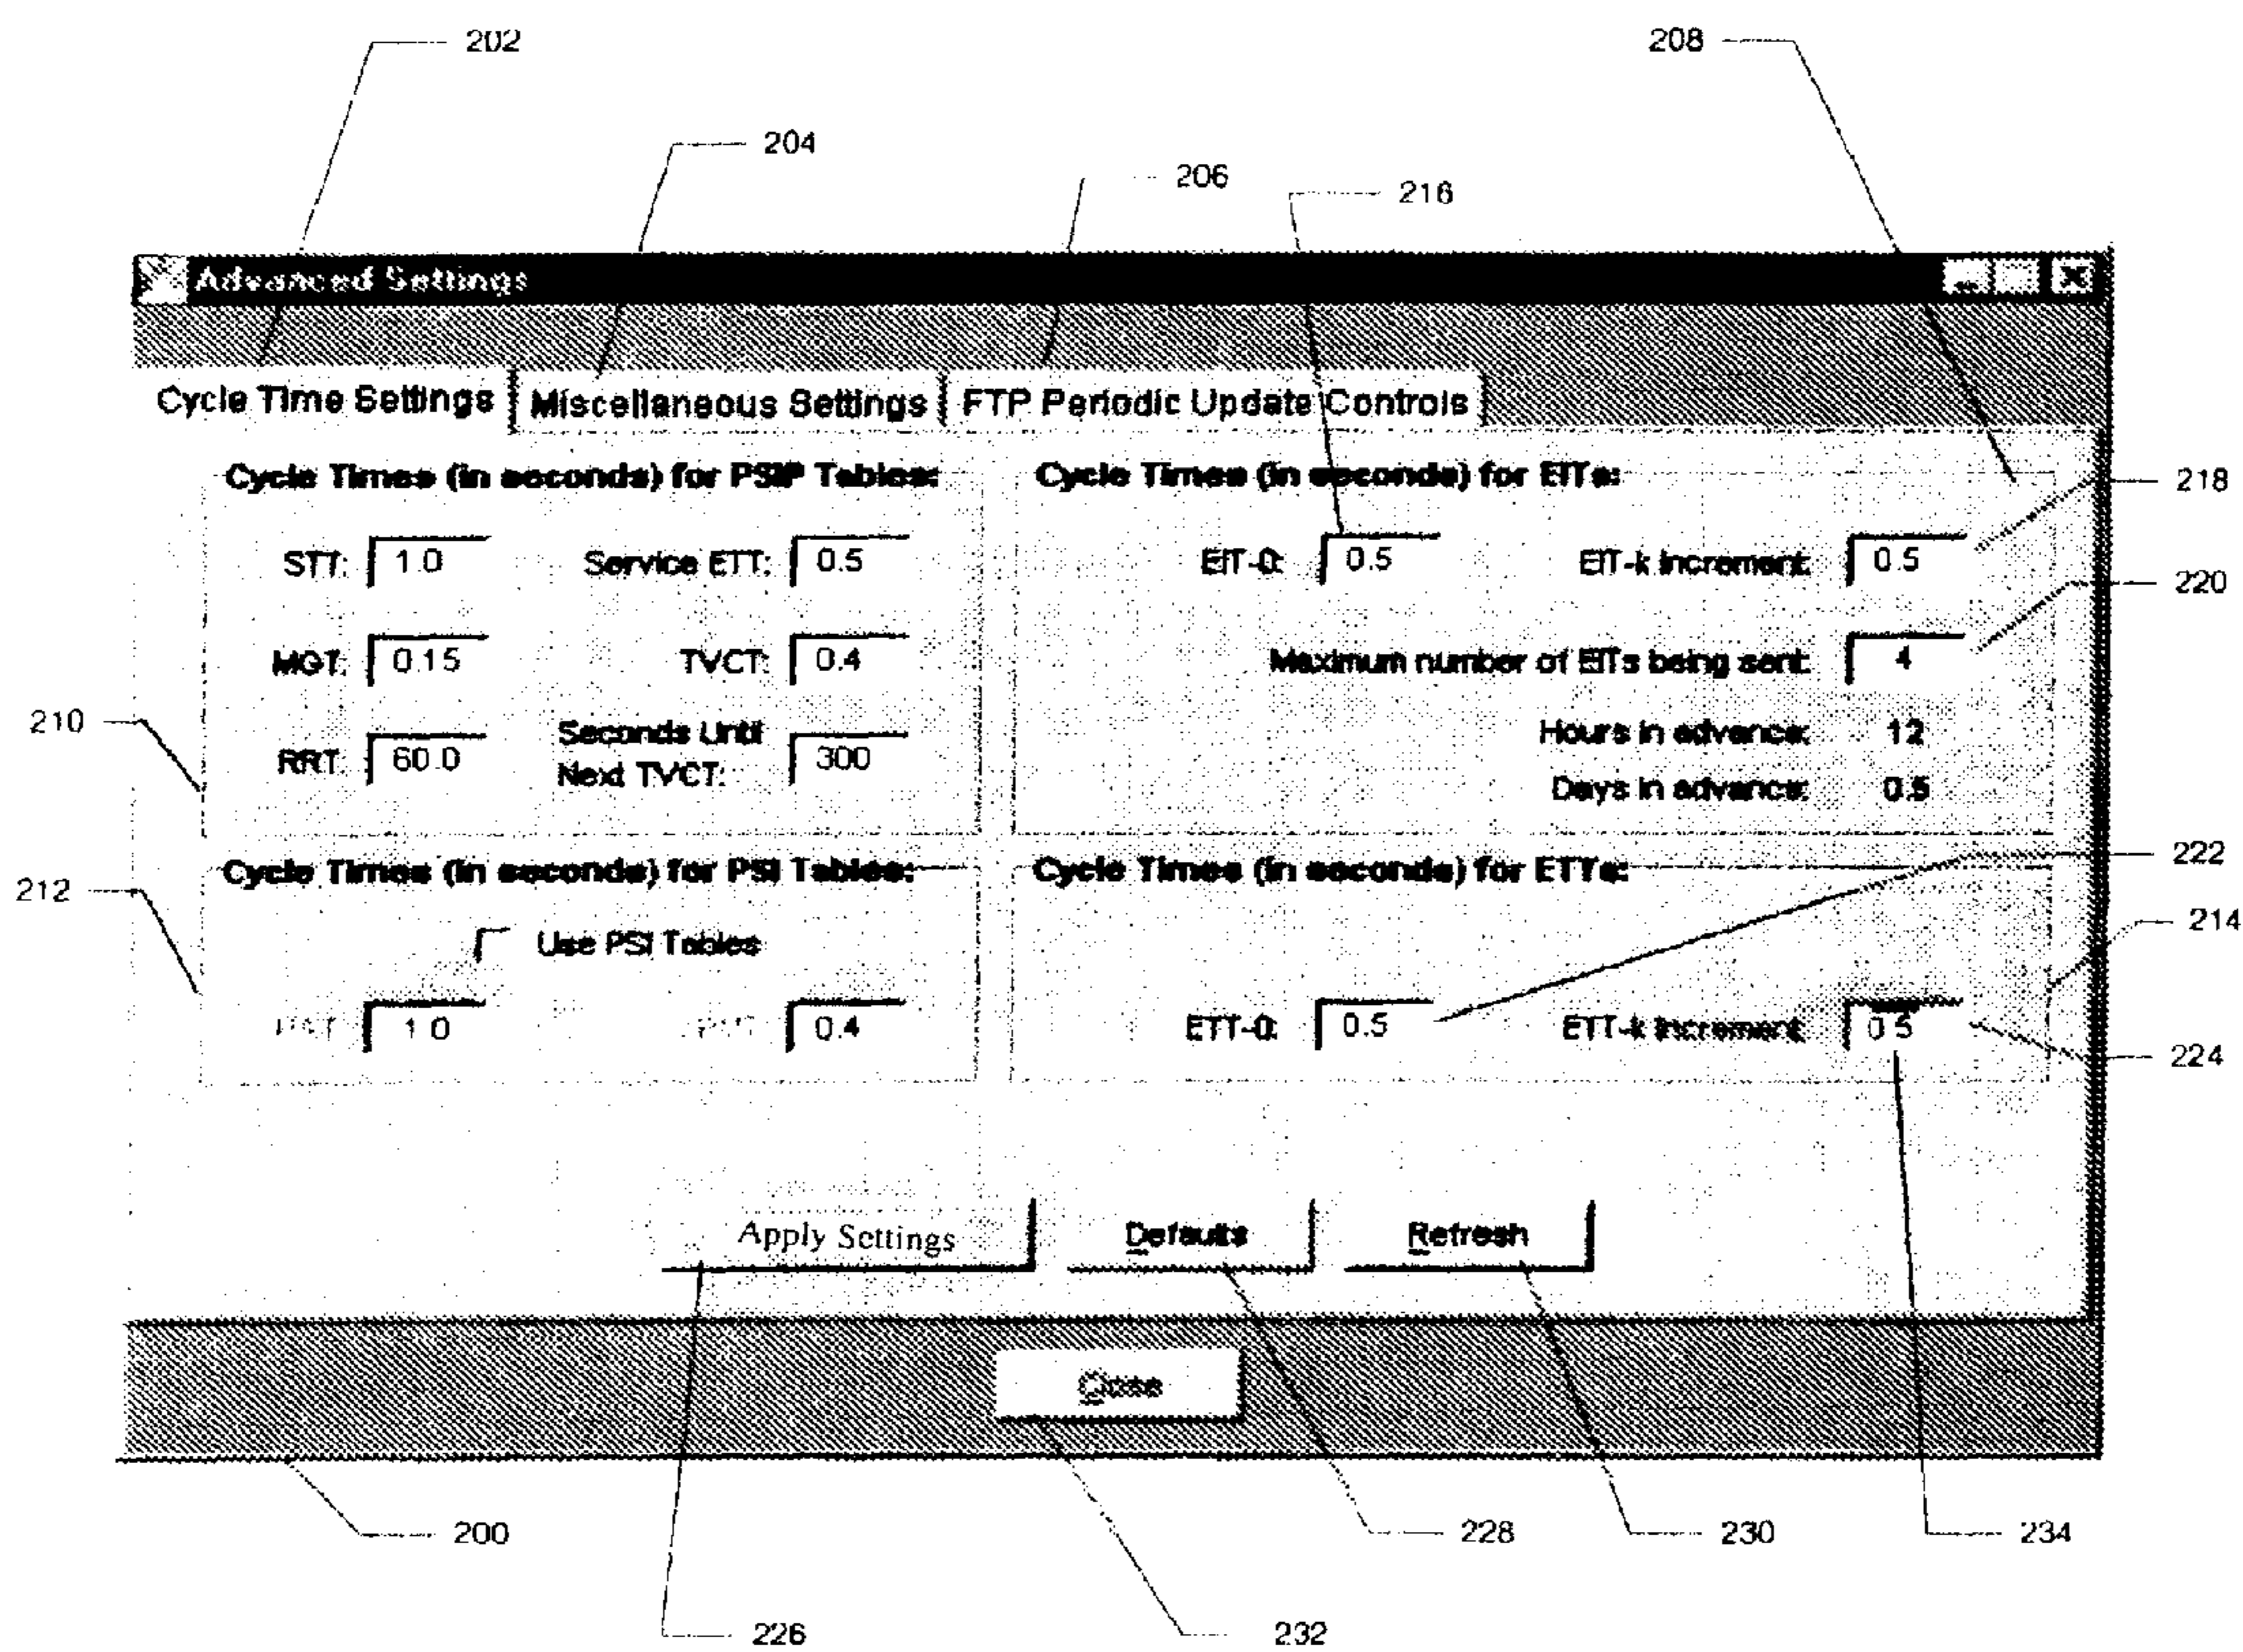 202
208
204
206
216
Advanced Settings
Cycle Time Settings
Miscellaneous Settings
FTP Periodic Update Controls
Cycle Times (in seconds) for PSIP Tables:
Cycle Times (in seconds) for EITs:
218
STT: 1.0
Service ETT: 0.5
EIT-0: 0.5
EIT-k Increment: 0.5
220
MGT: 0.15
TVCT: 0.4
Maximum number of EITs being sent: 4
210
RRT: 60.0
Seconds Until
Next TVCT: 300
Hours in advance: 12
Days in advance: 0.5
222
Cycle Times (in seconds) for PSI Tables:
Cycle Times (in seconds) for ETTs:
212
214
Use PSI Tables
1.0
0.4
ETT-0: 0.5
ETT-k Increment: 0.5
224
Apply Settings
Defaults
Refresh
Close
200
228
230
234
226
232